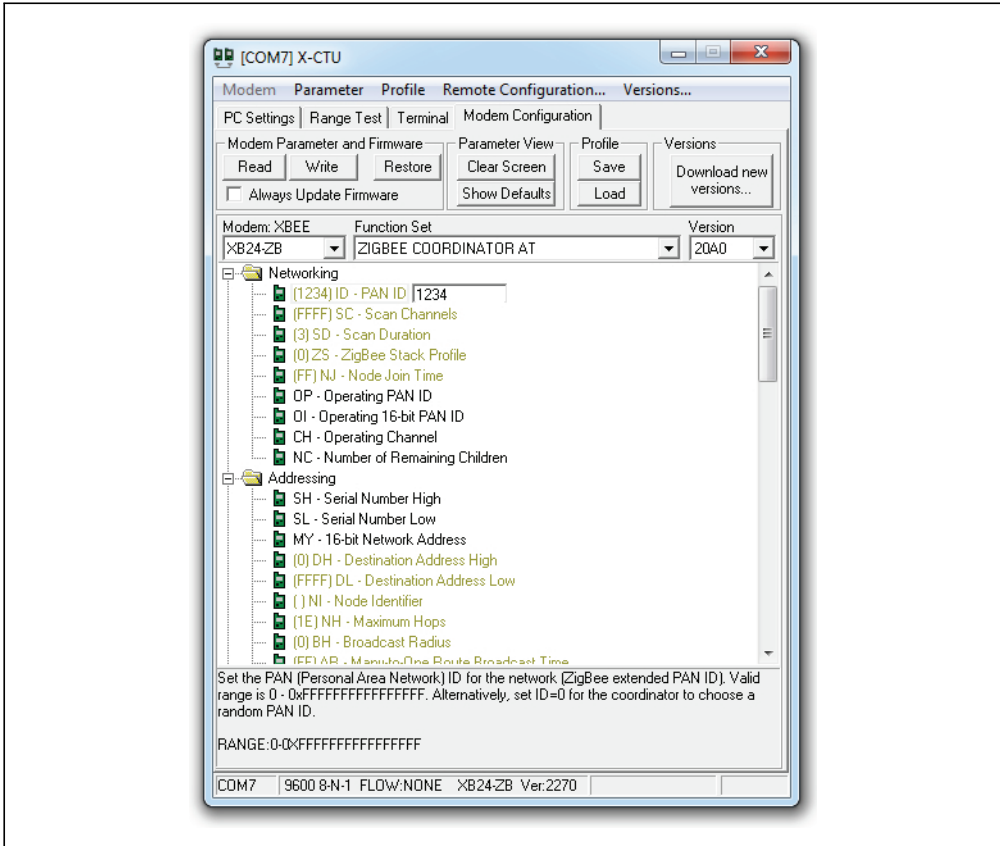 [COM7] X-CTU
Modem Parameter Profile Remote Configuration... Versions...
PC Settings Range Test Terminal Modem Configuration
Modem Parameter and Firmware Parameter View Profile Versions
Read Write Restore Clear Screen Save Download new versions...
Always Update Firmware Show Defaults Load
Modem: XBEE Function Set Version
XB24-ZB ZIGBEE COORDINATOR AT 20A0
Networking
(1234) ID - PAN ID 1234
(FFFF) SC - Scan Channels
(3) SD - Scan Duration
(0) ZS - ZigBee Stack Profile
(FF) NJ - Node Join Time
OP - Operating PAN ID
OI - Operating 16-bit PAN ID
CH - Operating Channel
NC - Number of Remaining Children
Addressing
SH - Serial Number High
SL - Serial Number Low
MY - 16-bit Network Address
(0) DH - Destination Address High
(FFFF) DL - Destination Address Low
( ) NI - Node Identifier
(1E) NH - Maximum Hops
(0) BH - Broadcast Radius
(FF) AR - Many-to-One Route Broadcast Time
Set the PAN (Personal Area Network) ID for the network (ZigBee extended PAN ID). Valid
range is 0 - 0xFFFFFFFFFFFFFFFF. Alternatively, set ID=0 for the coordinator to choose a
random PAN ID.
RANGE:0-0XFFFFFFFFFFFFFFFF
COM7 9600 8-N-1 FLOW:NONE XB24-ZB Ver:2270